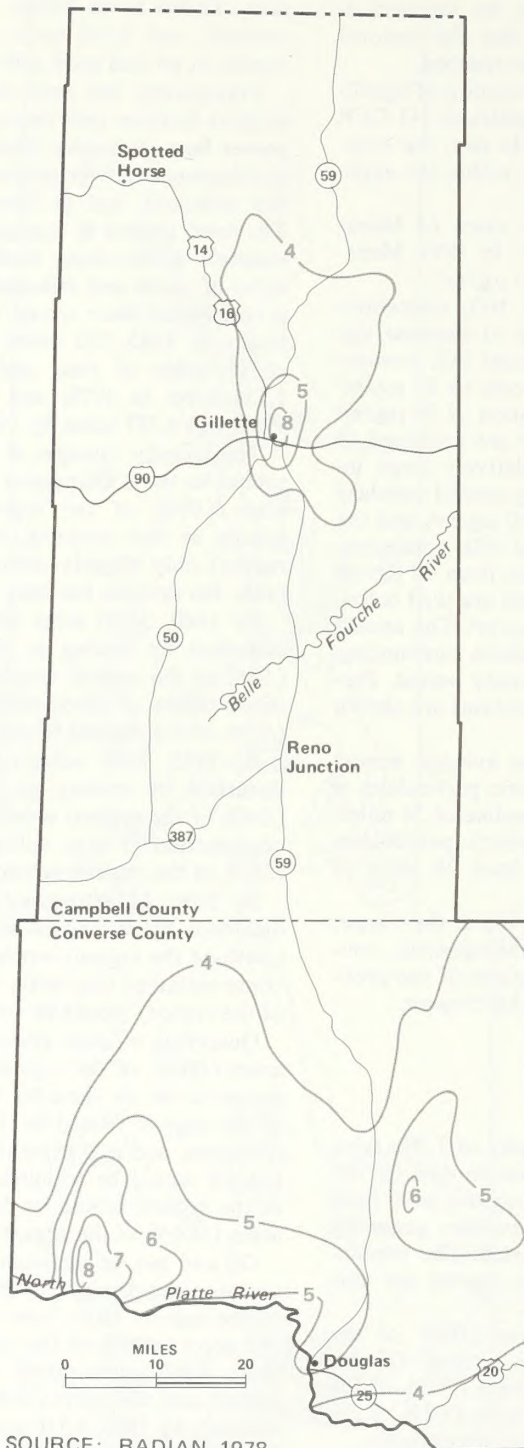 59
Spotted
Horse
14
4
16
5
Gillette
8
90
Belle Fourche River
50
Reno
Junction
387
59
Campbell County
Converse County
4
6
5
5
6
7
8
North Platte River
5
MILES
0 10 20
Douglas
20
25
4
SOURCE: RADIAN 1978